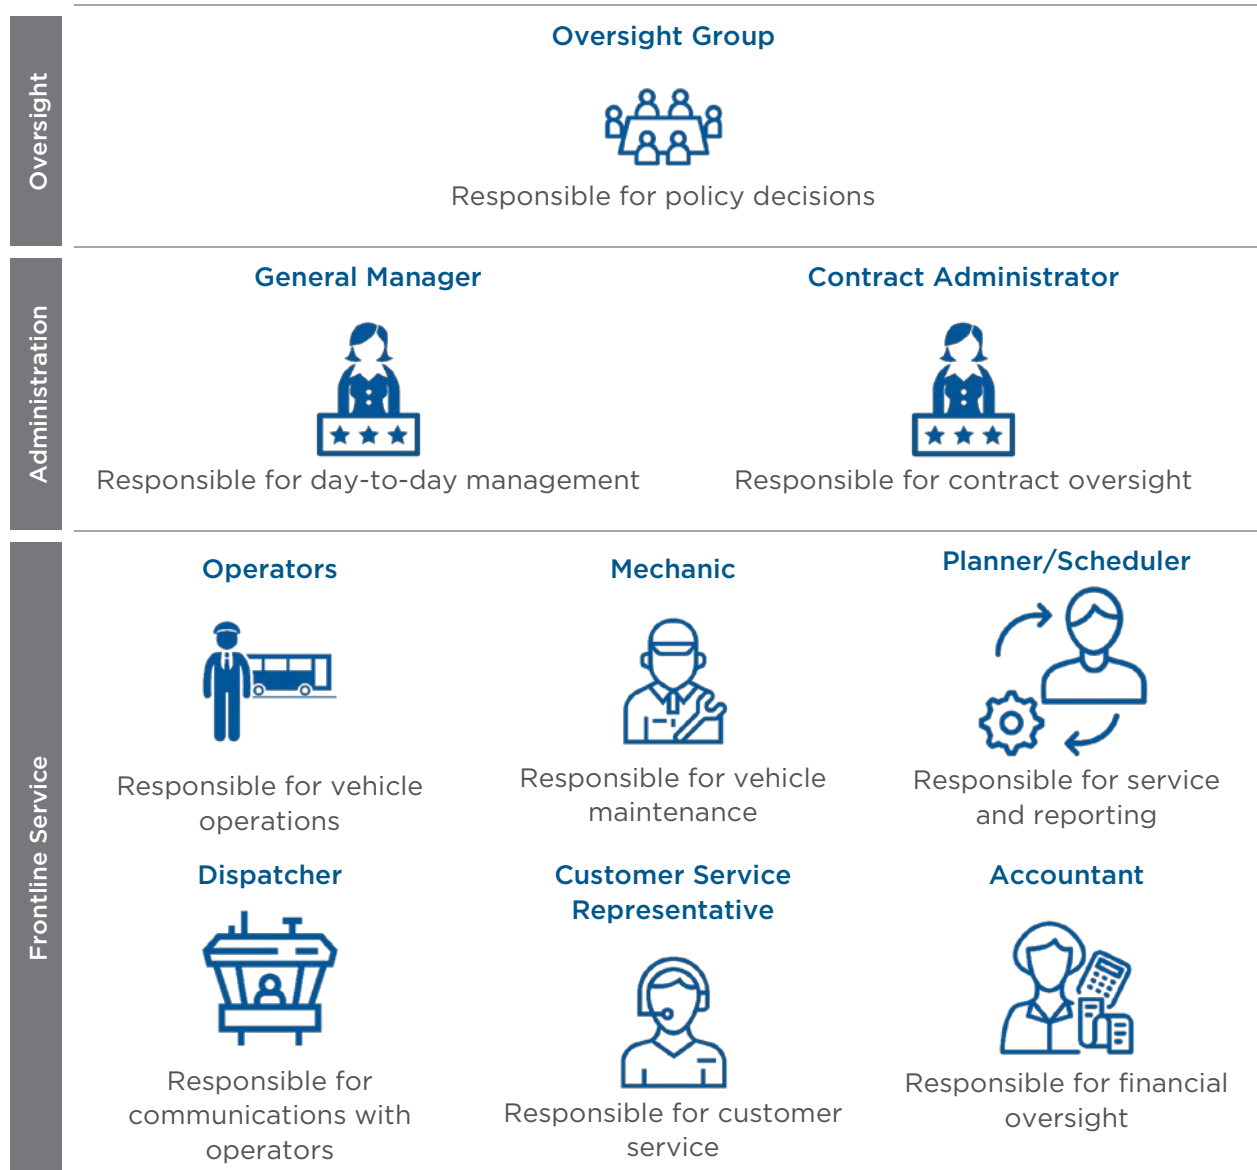 Oversight
Oversight Group
Responsible for policy decisions
Administration
General Manager
Responsible for day-to-day management
Contract Administrator
Responsible for contract oversight
Frontline Service
Operators
Responsible for vehicle
operations
Mechanic
Responsible for vehicle
maintenance
Planner/Scheduler
Responsible for service
and reporting
Dispatcher
Responsible for
communications with
operators
Customer Service
Representative
Responsible for customer
service
Accountant
Responsible for financial
oversight